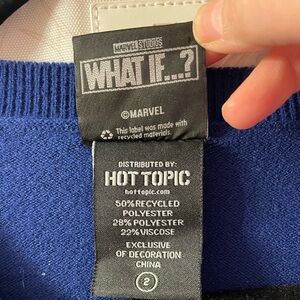 MARVEL STUDIOS
WHAT IF...?
©MARVEL
This label was made with
recycled materials.
DISTRIBUTED BY:
HOT TOPIC
hottopic.com
50% RECYCLED
POLYESTER
28% POLYESTER
22% VISCOSE
EXCLUSIVE
OF DECORATION
CHINA
2